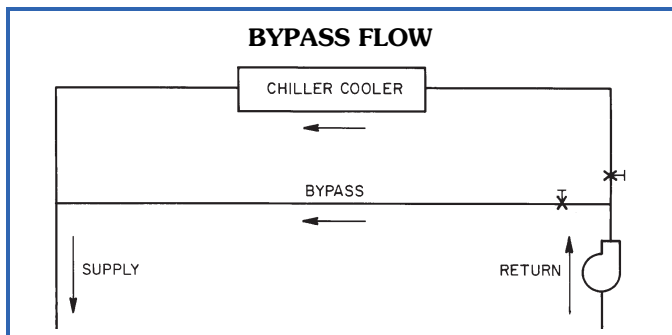 BYPASS FLOW
CHILLER COOLER
BYPASS
SUPPLY
RETURN